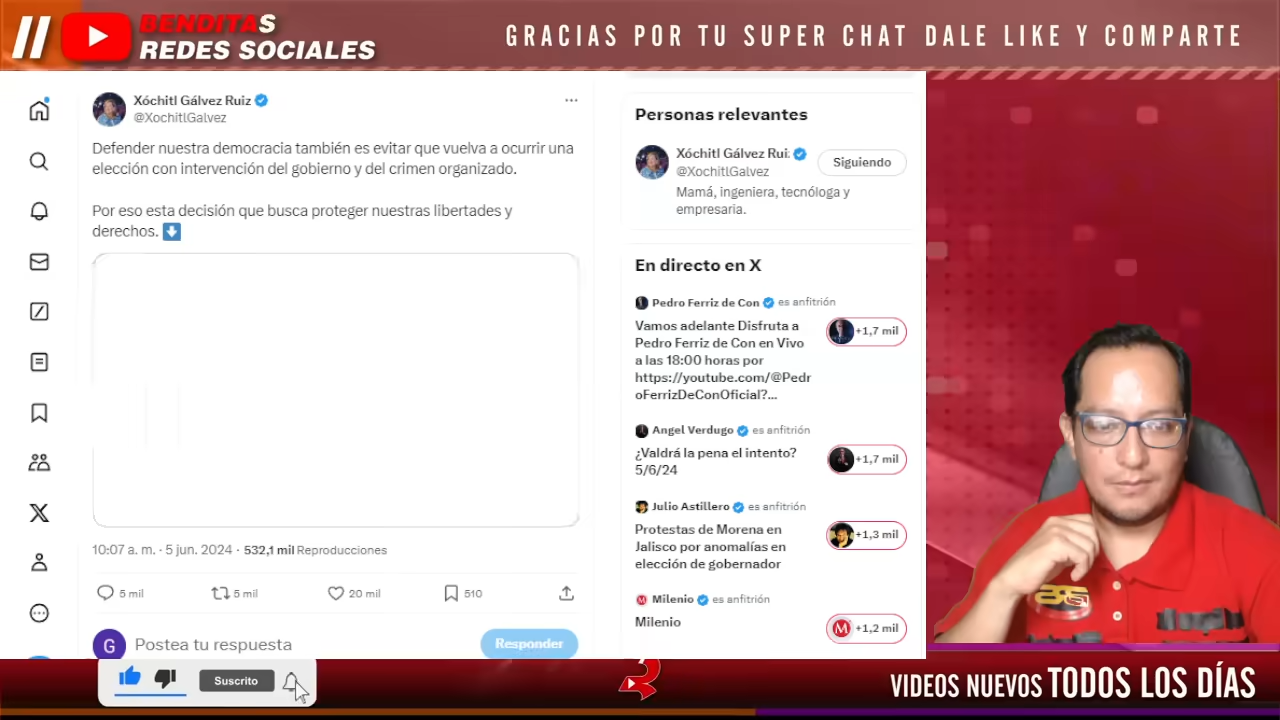 BENDITAS
REDES SOCIALES
GRACIAS POR TU SUPER CHAT DALE LIKE Y COMPARTE
Xóchitl Gálvez Ruiz
@XochitlGalvez
Defender nuestra democracia también es evitar que vuelva a ocurrir una
elección con intervención del gobierno y del crimen organizado.
Por eso esta decisión que busca proteger nuestras libertades y
derechos. ⬇️
10:07 a. m. · 5 jun. 2024 · 532,1 mil Reproducciones
5 mil
5 mil
20 mil
510
G
Postea tu respuesta
Responder
Personas relevantes
Xóchitl Gálvez Rui
@XochitlGalvez
Siguiendo
Mamá, ingeniera, tecnóloga y
empresaria.
En directo en X
Pedro Ferriz de Con es anfitrión
Vamos adelante Disfruta a
Pedro Ferriz de Con en Vivo
a las 18:00 horas por
https://youtube.com/@Pedr
oFerrizDeConOficial?...
+1,7 mil
Angel Verdugo es anfitrión
¿Valdrá la pena el intento?
5/6/24
+1,7 mil
Julio Astillero es anfitrión
Protestas de Morena en
Jalisco por anomalías en
elección de gobernador
+1,3 mil
Milenio es anfitrión
Milenio
+1,2 mil
Suscrito
VIDEOS NUEVOS TODOS LOS DÍAS